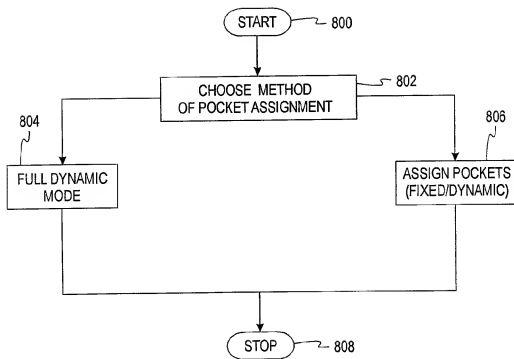 START
800
CHOOSE METHOD
OF POCKET ASSIGNMENT
802
804
FULL DYNAMIC
MODE
806
ASSIGN POCKETS
(FIXED/DYNAMIC)
STOP
808